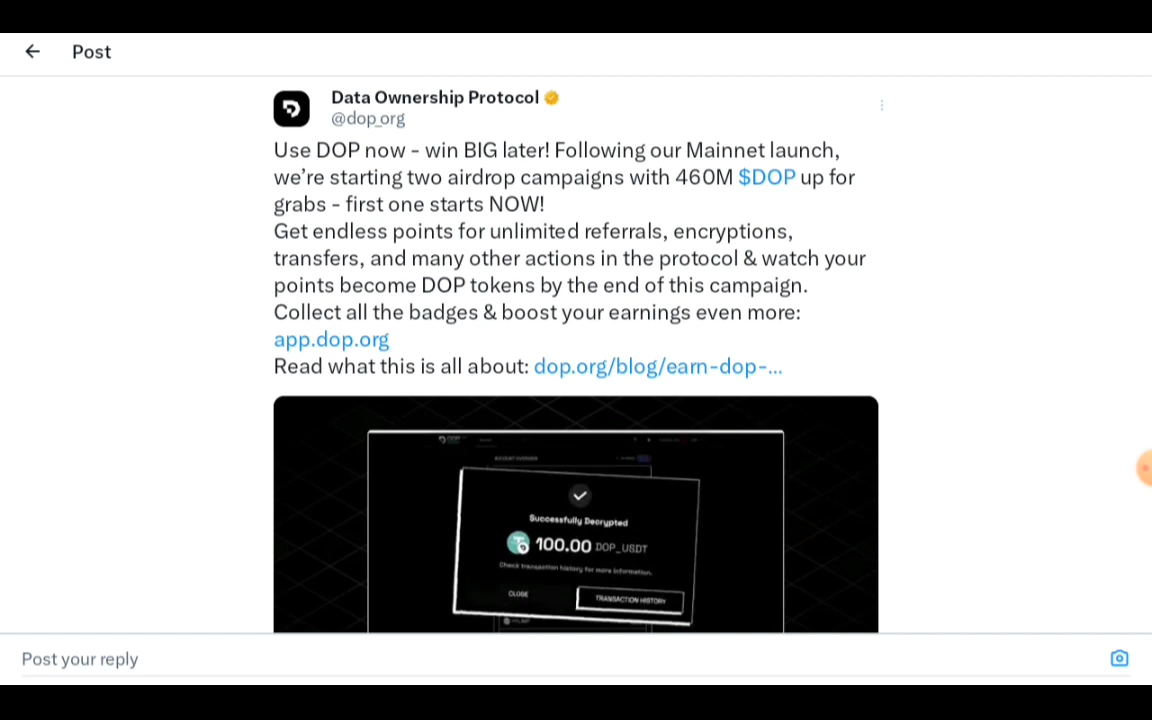 Post
Data Ownership Protocol
@dop_org
Use DOP now - win BIG later! Following our Mainnet launch,
we're starting two airdrop campaigns with 460M $DOP up for
grabs - first one starts NOW!
Get endless points for unlimited referrals, encryptions,
transfers, and many other actions in the protocol & watch your
points become DOP tokens by the end of this campaign.
Collect all the badges & boost your earnings even more:
app.dop.org
Read what this is all about: dop.org/blog/earn-dop-...
ACCOUNT OVERVIEW
Successfully Decrypted
100.00 DOP_USDT
Check transaction history for more information.
CLOSE
TRANSACTION HISTORY
Post your reply